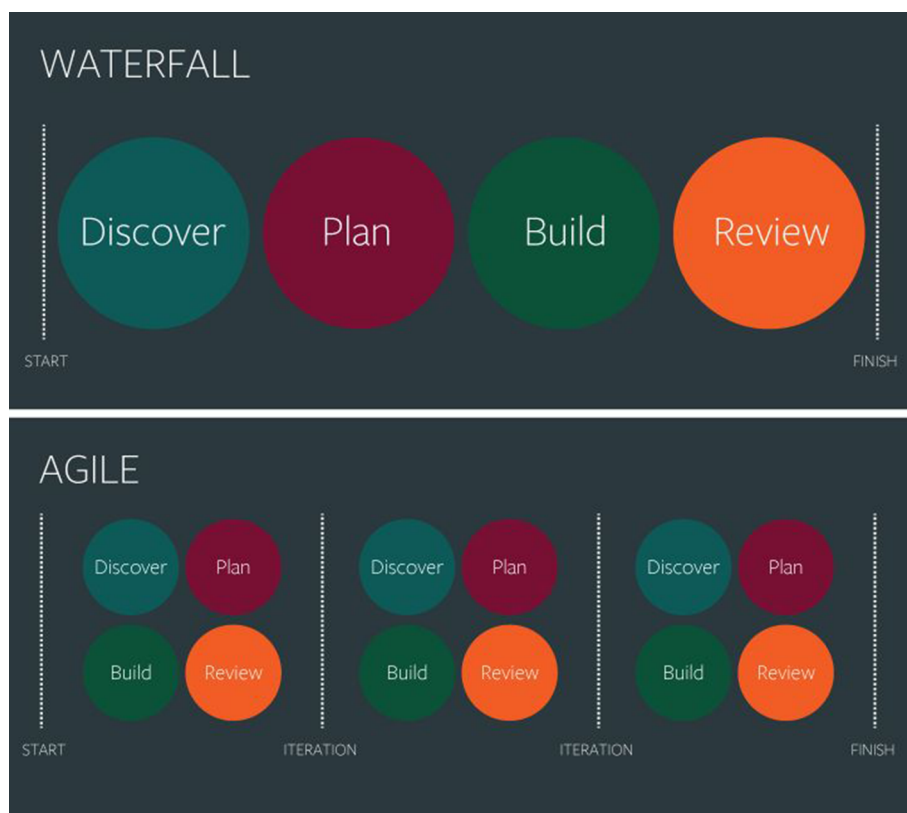 WATERFALL
Discover Plan Build Review
START FINISH
AGILE
Discover Plan Discover Plan Discover Plan
Build Review Build Review Build Review
START ITERATION ITERATION FINISH